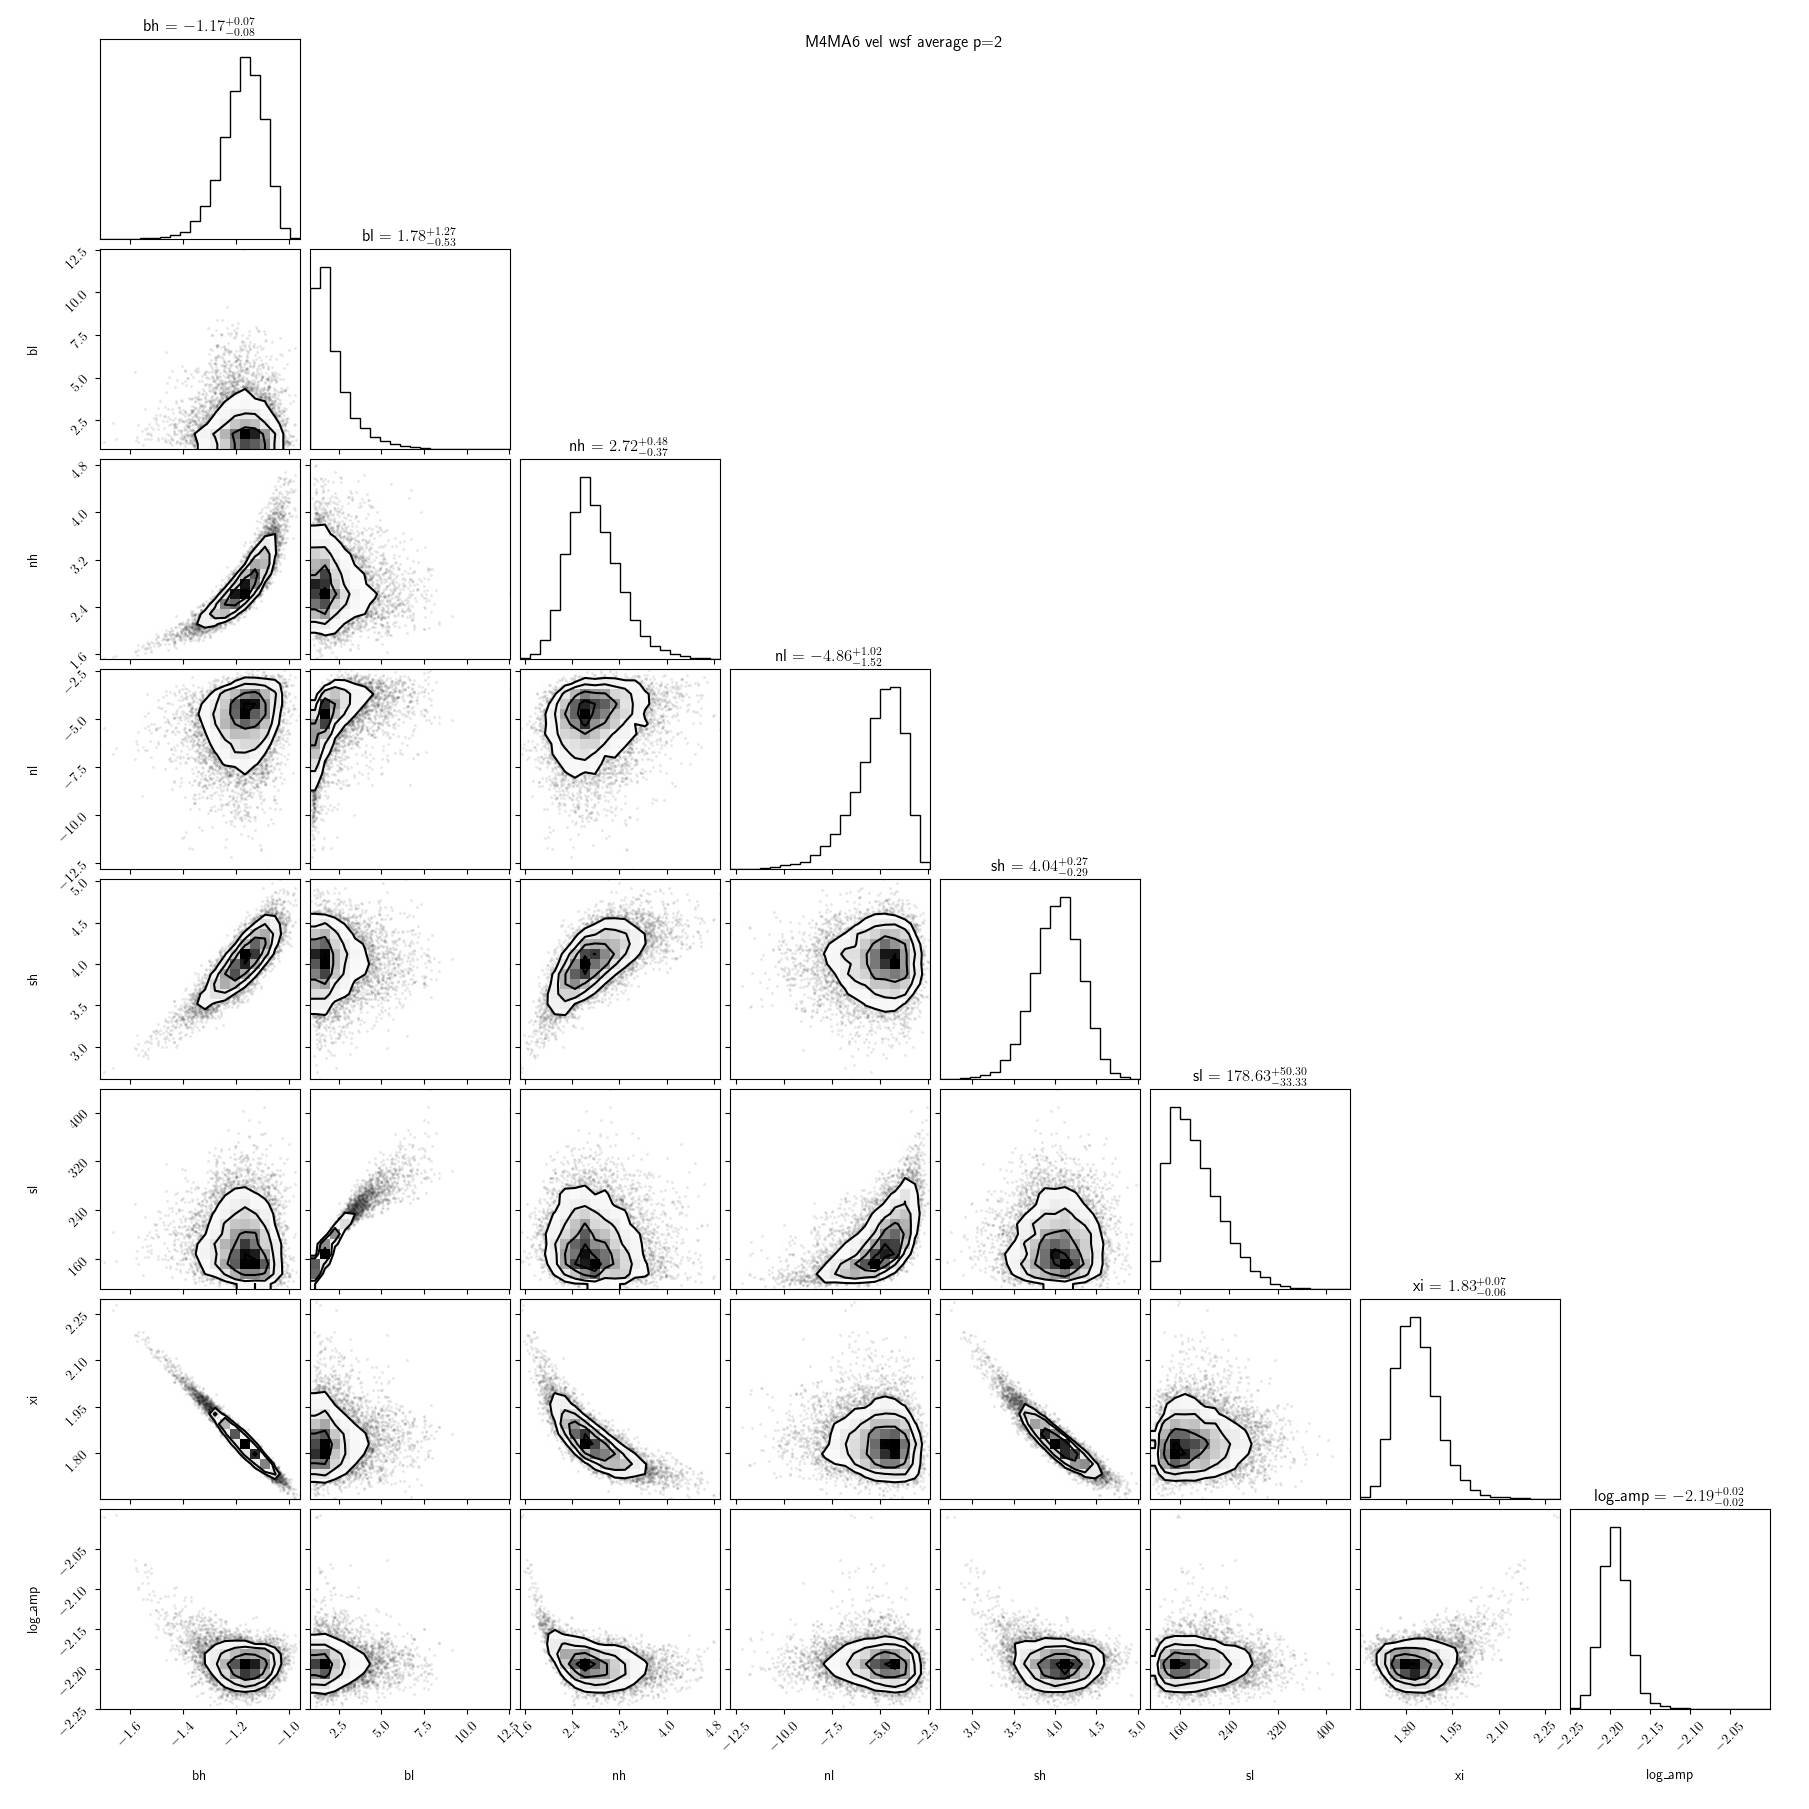 bh = −1.17+0.07−0.08
M4MA6 vel wsf average p=2
bl = 1.78+1.27−0.53
12.5
10.0
7.5
5.0
2.5
bl
nh = 2.72+0.48−0.37
4.8
4.0
3.2
2.4
1.6
nh
nl = −4.86+1.02−1.52
−2.5
−5.0
−7.5
−10.0
−12.5
nl
sh = 4.04+0.27−0.29
5.0
4.5
4.0
3.5
3.0
sh
sl = 178.63+50.30−33.33
400
320
240
160
sl
xi = 1.83+0.07−0.06
2.25
2.10
1.95
1.80
xi
log_amp = −2.19+0.02−0.02
−2.05
−2.10
−2.15
−2.20
−2.25
log_amp
−1.6 −1.4 −1.2 −1.0 2.5 5.0 7.5 10.0 12.5 1.6 2.4 3.2 4.0 4.8 −12.5 −10.0 −7.5 −5.0 −2.5 3.0 3.5 4.0 4.5 5.0 160 240 320 400 1.80 1.95 2.10 2.25 −2.25 −2.20 −2.15 −2.10 −2.05
bh bl nh nl sh sl xi log_amp